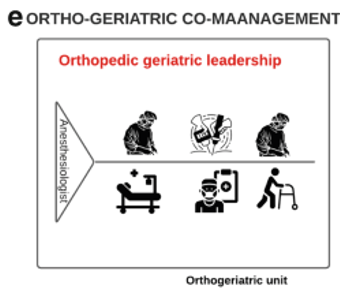 e ORTHO-GERIATRIC CO-MAANAGEMENT
Orthopedic geriatric leadership
Anesthesiologist
Orthogeriatric unit